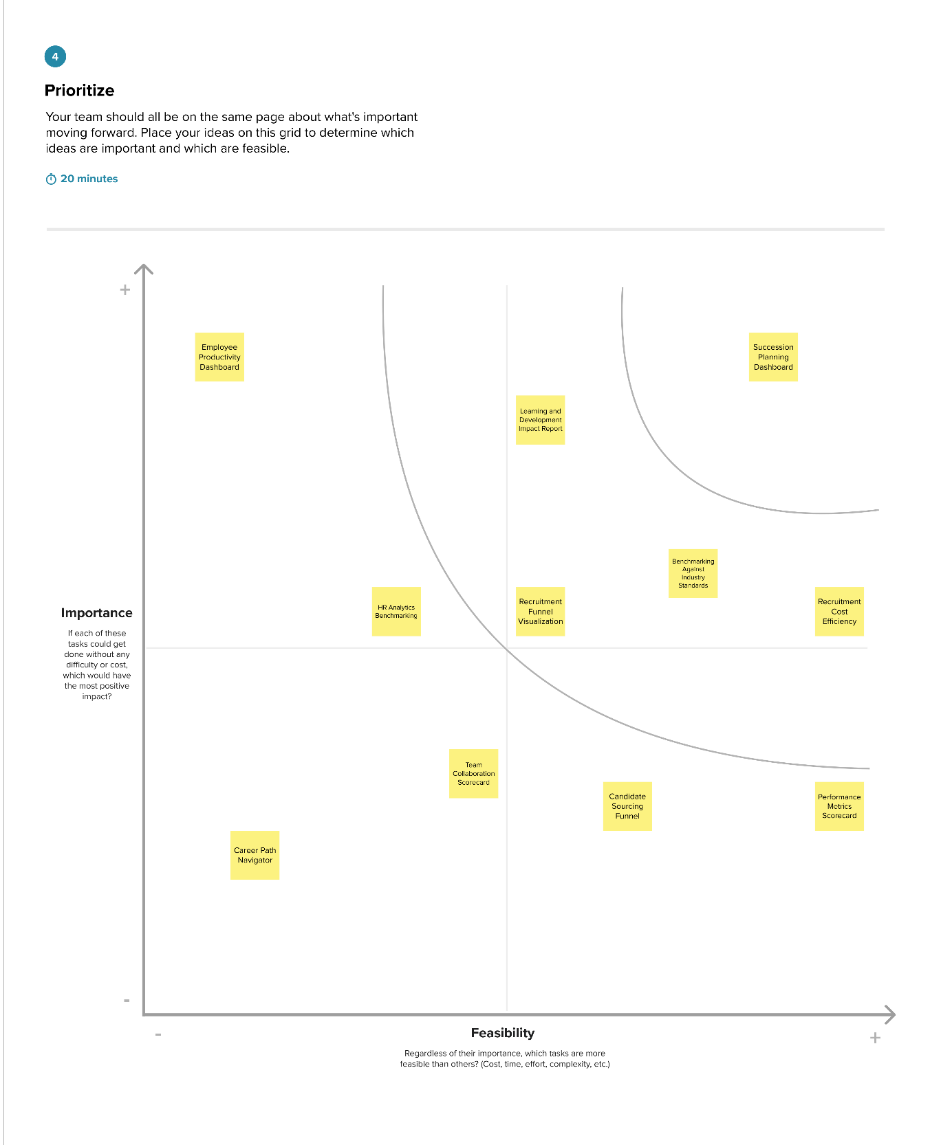 4
Prioritize
Your team should all be on the same page about what's important
moving forward. Place your ideas on this grid to determine which
ideas are important and which are feasible.
20 minutes
+
Employee
Productivity
Dashboard
Succession
Planning
Dashboard
Learning and
Development
Impact Report
Benchmarking
Against
Industry
Standards
HR Analytics
Benchmarking
Recruitment
Funnel
Visualization
Recruitment
Cost
Efficiency
Importance
If each of these
tasks could get
done without any
difficulty or cost,
which would have
the most positive
impact?
Team
Collaboration
Scorecard
Candidate
Sourcing
Funnel
Performance
Metrics
Scorecard
Career Path
Navigator
-
-
Feasibility
+
Regardless of their importance, which tasks are more
feasible than others? (Cost, time, effort, complexity, etc.)